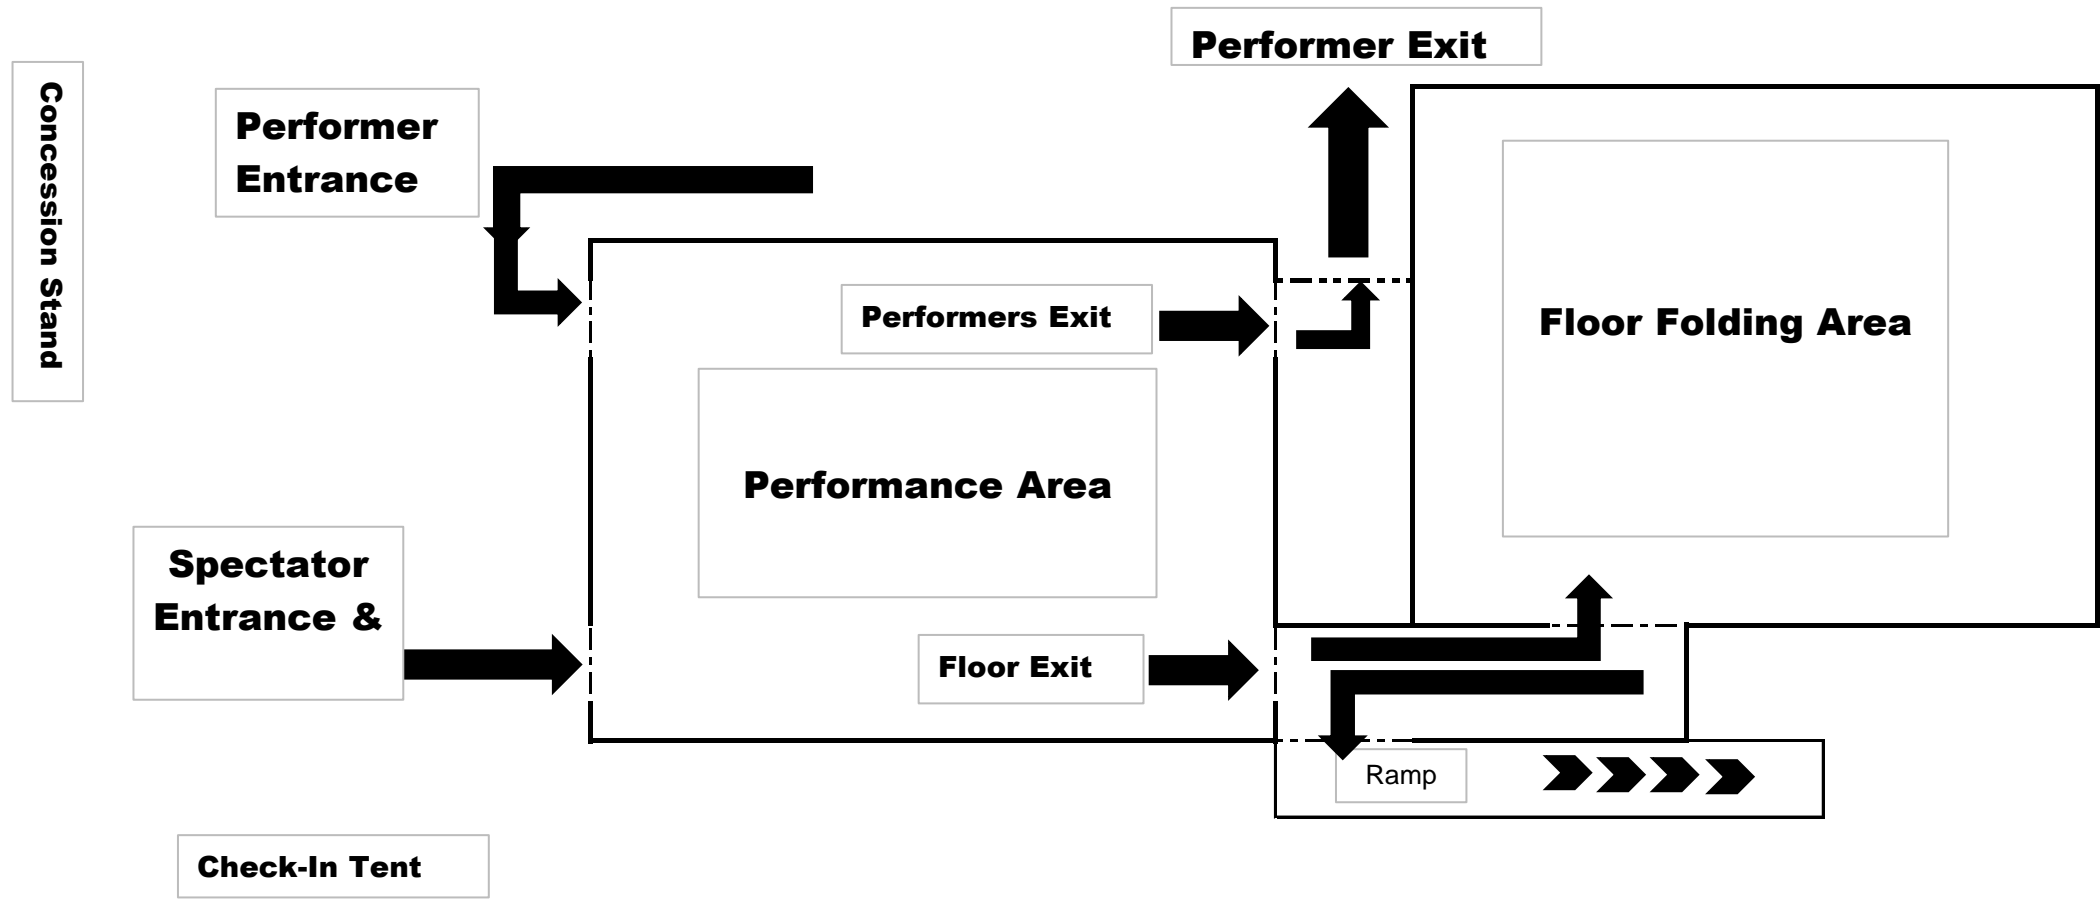 Performer Exit
Concession Stand
Performer
Entrance
Performers Exit
Floor Folding Area
Performance Area
Spectator
Entrance &
Floor Exit
Ramp
Check-In Tent